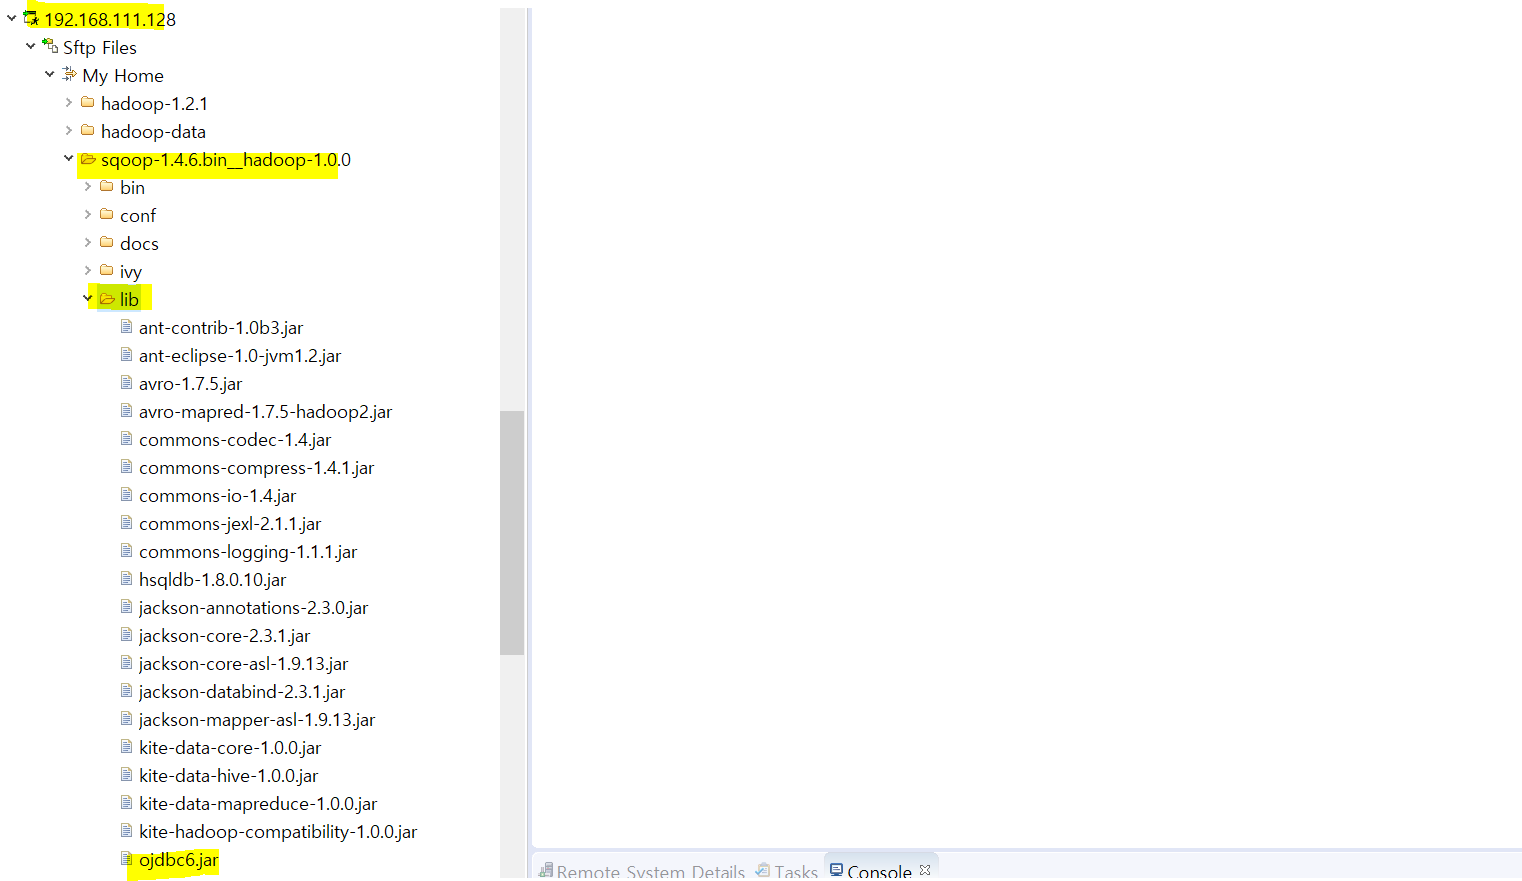 192.168.111.128
Sftp Files
My Home
hadoop-1.2.1
hadoop-data
sqoop-1.4.6.bin__hadoop-1.0.0
bin
conf
docs
ivy
lib
ant-contrib-1.0b3.jar
ant-eclipse-1.0-jvm1.2.jar
avro-1.7.5.jar
avro-mapred-1.7.5-hadoop2.jar
commons-codec-1.4.jar
commons-compress-1.4.1.jar
commons-io-1.4.jar
commons-jexl-2.1.1.jar
commons-logging-1.1.1.jar
hsqldb-1.8.0.10.jar
jackson-annotations-2.3.0.jar
jackson-core-2.3.1.jar
jackson-core-asl-1.9.13.jar
jackson-databind-2.3.1.jar
jackson-mapper-asl-1.9.13.jar
kite-data-core-1.0.0.jar
kite-data-hive-1.0.0.jar
kite-data-mapreduce-1.0.0.jar
kite-hadoop-compatibility-1.0.0.jar
ojdbc6.jar
Remote System Details Tasks Console